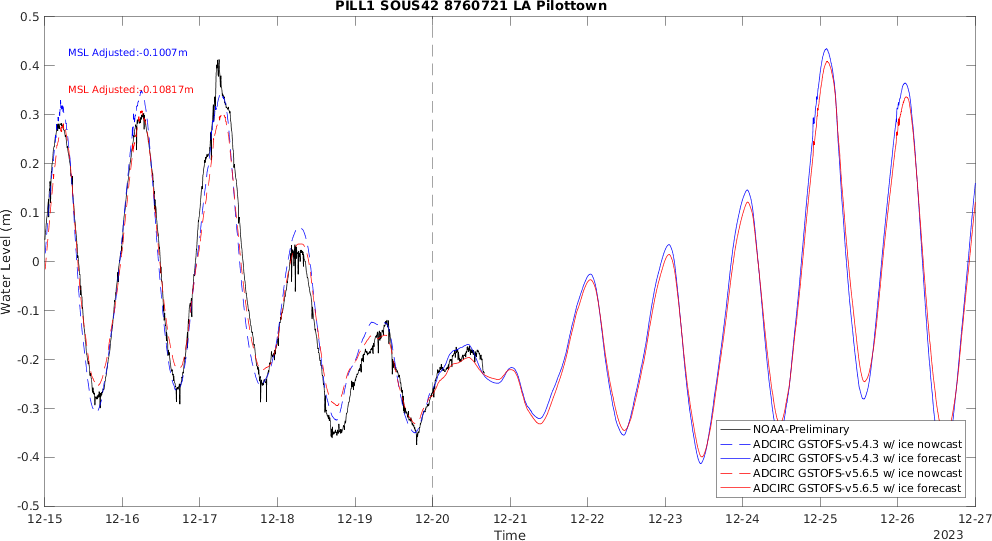 PILL1 SOUS42 8760721 LA Pilottown
0.5
0.4
0.3
0.2
0.1
0
-0.1
-0.2
-0.3
-0.4
-0.5
Water Level (m)
MSL Adjusted:-0.1007m
MSL Adjusted:-0.10817m
NOAA-Preliminary
ADCIRC GSTOFS-v5.4.3 w/ ice nowcast
ADCIRC GSTOFS-v5.4.3 w/ ice forecast
ADCIRC GSTOFS-v5.6.5 w/ ice nowcast
ADCIRC GSTOFS-v5.6.5 w/ ice forecast
12-15 12-16 12-17 12-18 12-19 12-20 12-21 12-22 12-23 12-24 12-25 12-26 12-27
Time
2023